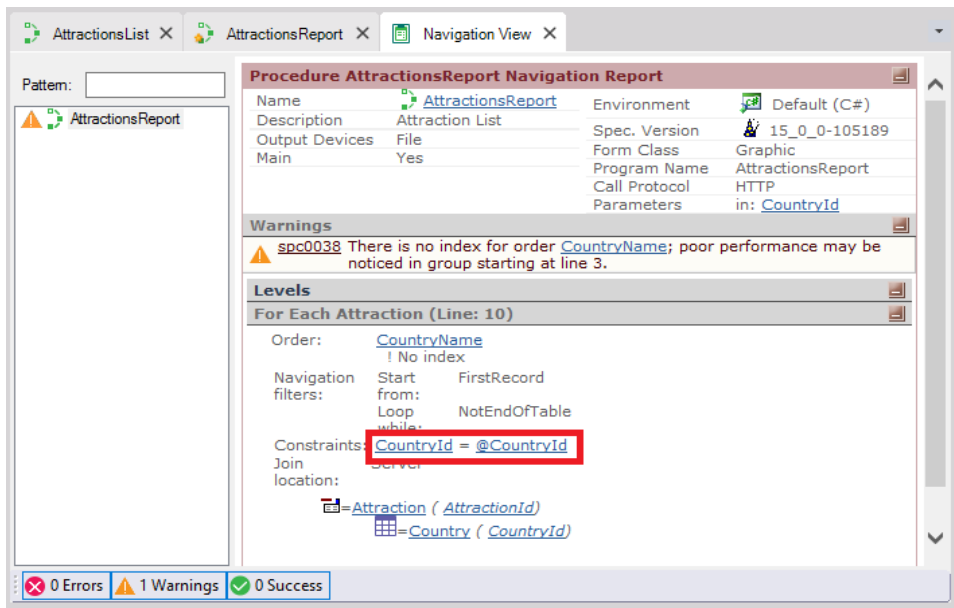 AttractionsList
AttractionsReport
Navigation View
Pattern:
AttractionsReport
Procedure AttractionsReport Navigation Report
Name AttractionsReport
Description Attraction List
Output Devices File
Main Yes
Environment Default (C#)
Spec. Version 15_0_0-105189
Form Class Graphic
Program Name AttractionsReport
Call Protocol HTTP
Parameters in: CountryId
Warnings
spc0038 There is no index for order CountryName; poor performance may be
noticed in group starting at line 3.
Levels
For Each Attraction (Line: 10)
Order: CountryName
! No index
Navigation Start FirstRecord
filters: from:
Loop NotEndOfTable
while:
Constraints: CountryId = @CountryId
Join Server
location:
=Attraction ( AttractionId)
=Country ( CountryId)
0 Errors 1 Warnings 0 Success